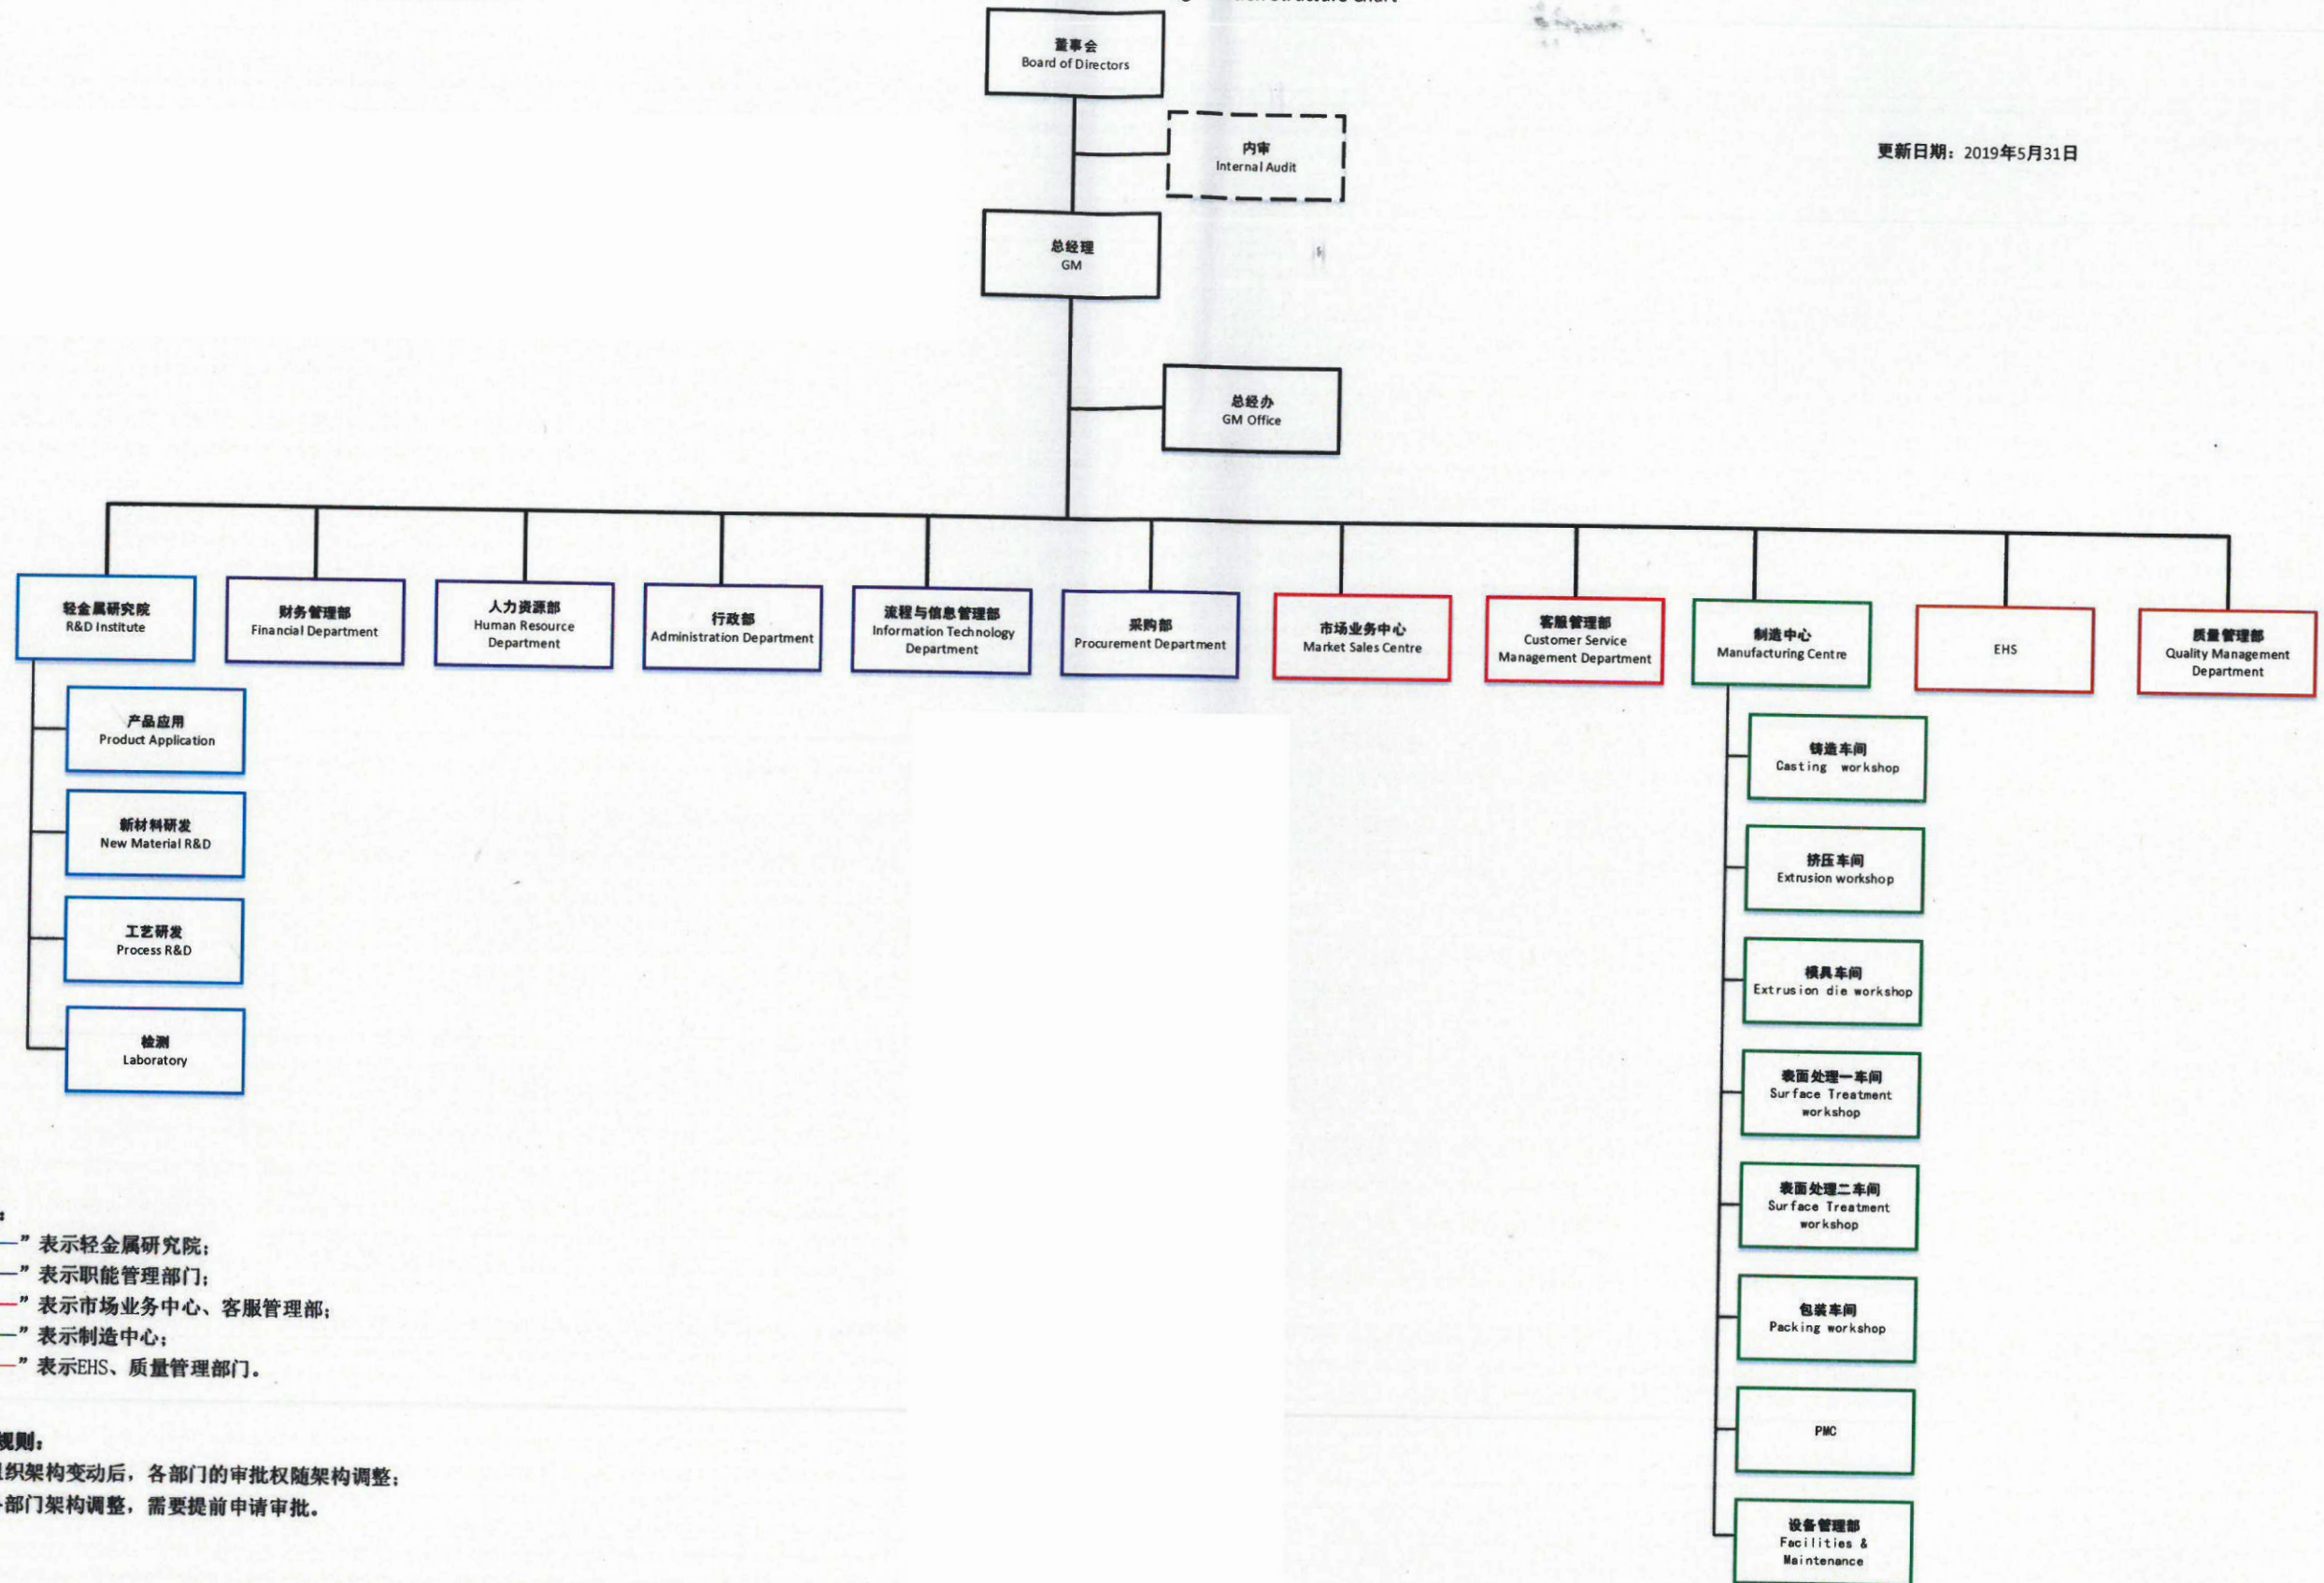 Structure Chart
董事会
Board of Directors
内审
Internal Audit
更新日期：2019年5月31日
总经理
GM
总经办
GM Office
轻金属研究院
R&D Institute
财务管理部
Financial Department
人力资源部
Human Resource
Department
行政部
Administration Department
流程与信息管理部
Information Technology
Department
采购部
Procurement Department
市场业务中心
Market Sales Centre
客服管理部
Customer Service
Management Department
制造中心
Manufacturing Centre
EHS
质量管理部
Quality Management
Department
产品应用
Product Application
新材料研发
New Material R&D
工艺研发
Process R&D
检测
Laboratory
铸造车间
Casting workshop
挤压车间
Extrusion workshop
模具车间
Extrusion die workshop
表面处理一车间
Surface Treatment
workshop
表面处理二车间
Surface Treatment
workshop
包装车间
Packing workshop
PMC
设备管理部
Facilities &
Maintenance
：
—”表示轻金属研究院；
—”表示职能管理部门；
—”表示市场业务中心、客服管理部；
—”表示制造中心；
—”表示EHS、质量管理部门。
规则：
织架构变动后，各部门的审批权随架构调整；
部门架构调整，需要提前申请审批。